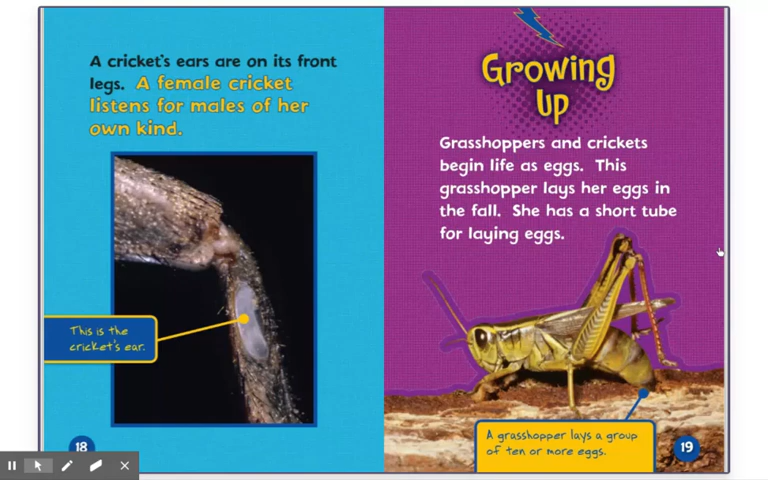 A cricket's ears are on its front
legs. A female cricket
listens for males of her
own kind.
This is the
cricket's ear.
18
Growing
Up
Grasshoppers and crickets
begin life as eggs. This
grasshopper lays her eggs in
the fall. She has a short tube
for laying eggs.
A grasshopper lays a group
of ten or more eggs.
19